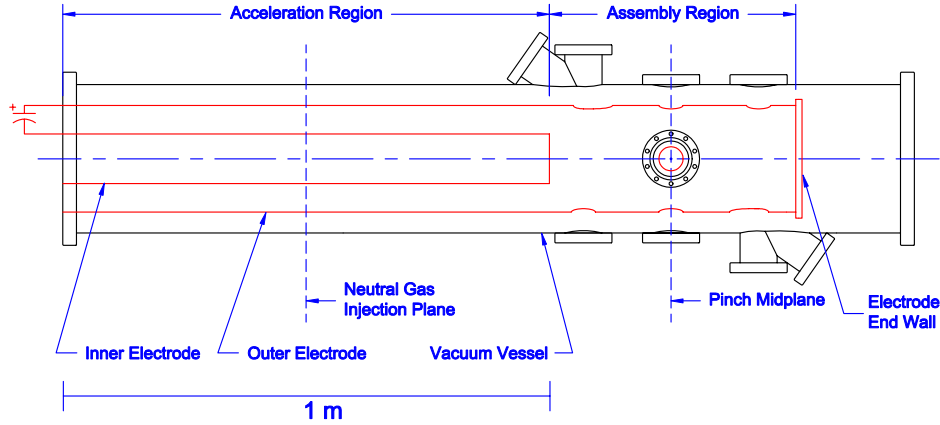 Acceleration Region
Assembly Region
+
Neutral Gas
Injection Plane
Pinch Midplane
Electrode
End Wall
Inner Electrode
Outer Electrode
Vacuum Vessel
1 m